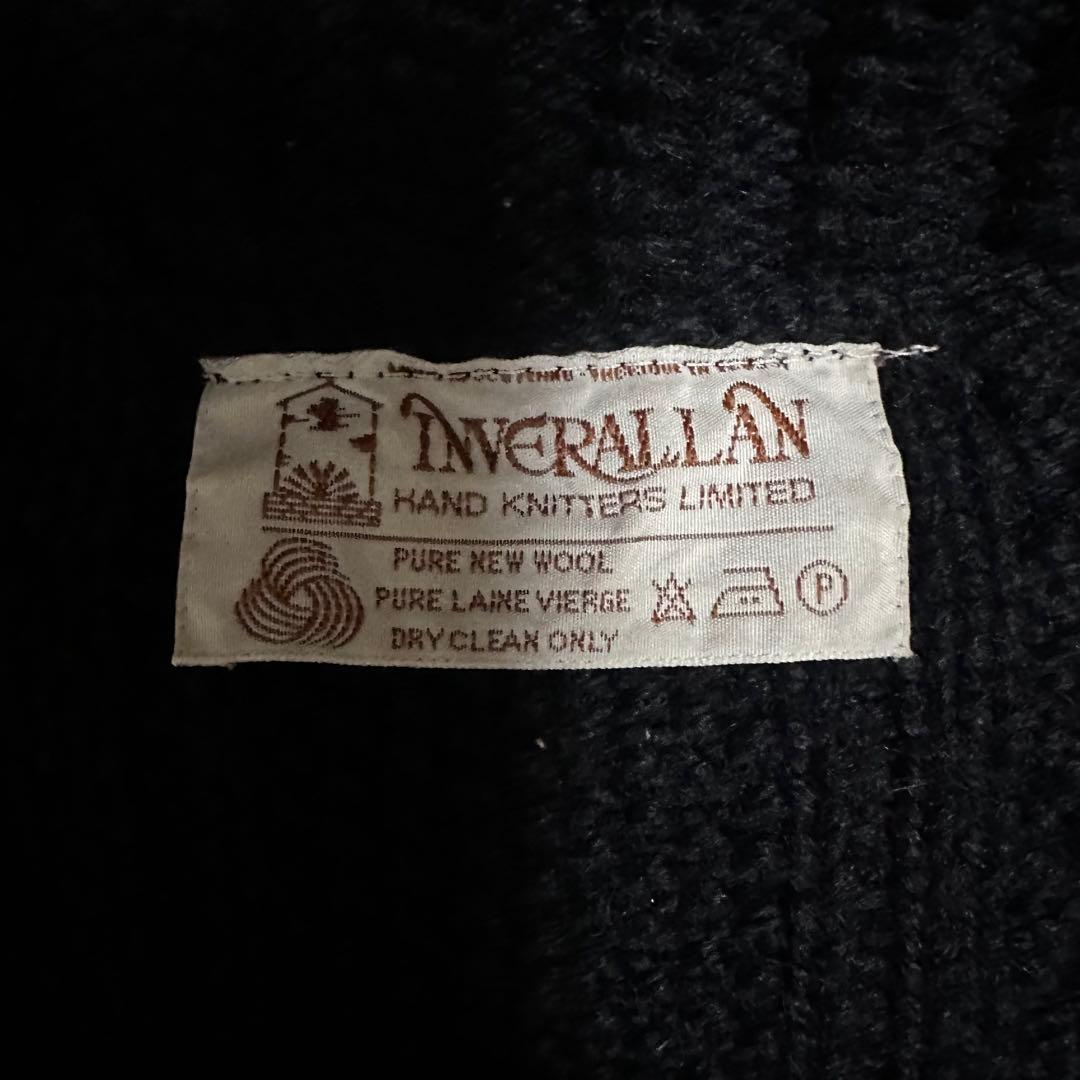 INVERALLAN
HAND KNITTERS LIMITED
PURE NEW WOOL
PURE LAINE VIERGE
DRY CLEAN ONLY
P